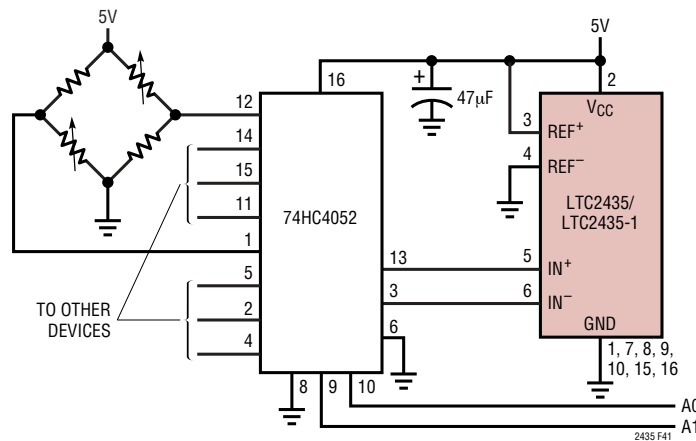 5V
5V
16
2
12
+
47µF
VCC
14
3
REF+
15
4
REF−
11
74HC4052
LTC2435/
LTC2435-1
1
13
5
IN+
5
3
6
IN−
TO OTHER
DEVICES
2
6
GND
4
1, 7, 8, 9,
10, 15, 16
8
9
10
A0
A1
2435 F41